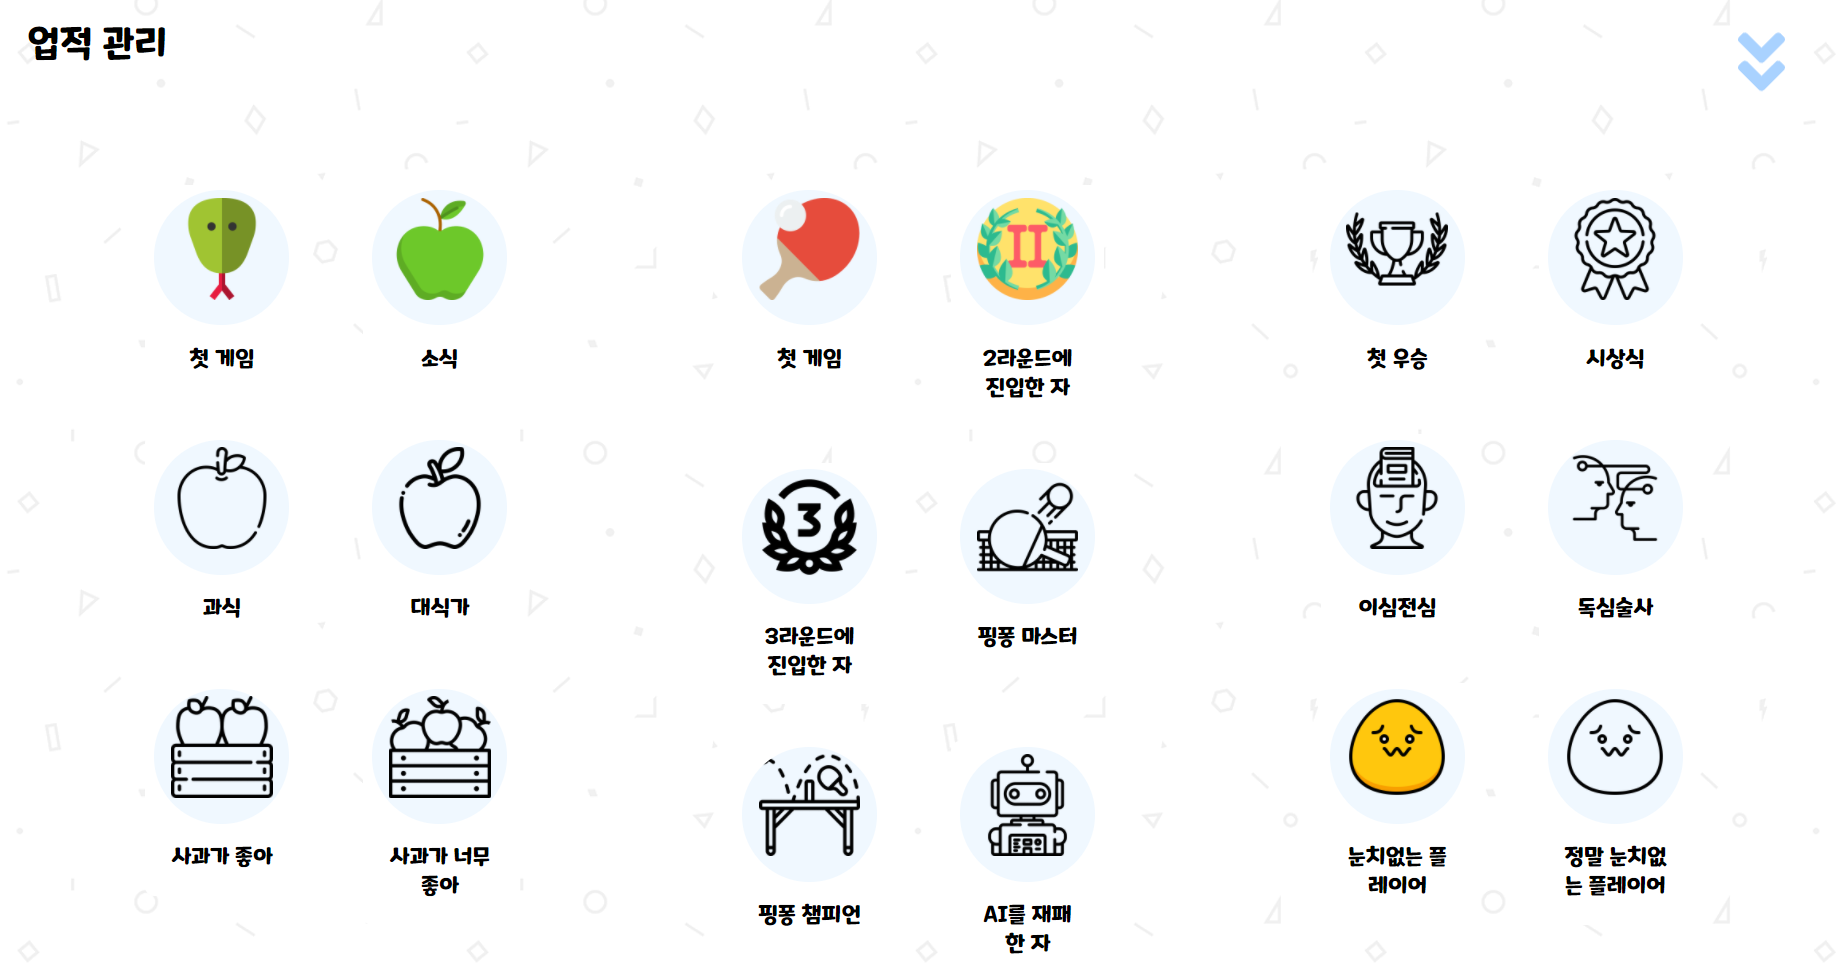 업적 관리
첫 게임
소식
첫 게임
2라운드에
진입한 자
첫 우승
시상식
과식
대식가
3
3라운드에
진입한 자
핑퐁 마스터
이심전심
독심술사
사과가 좋아
사과가 너무
좋아
핑퐁 챔피언
AI를 재패
한 자
눈치없는 플
레이어
정말 눈치없
는 플레이어
II